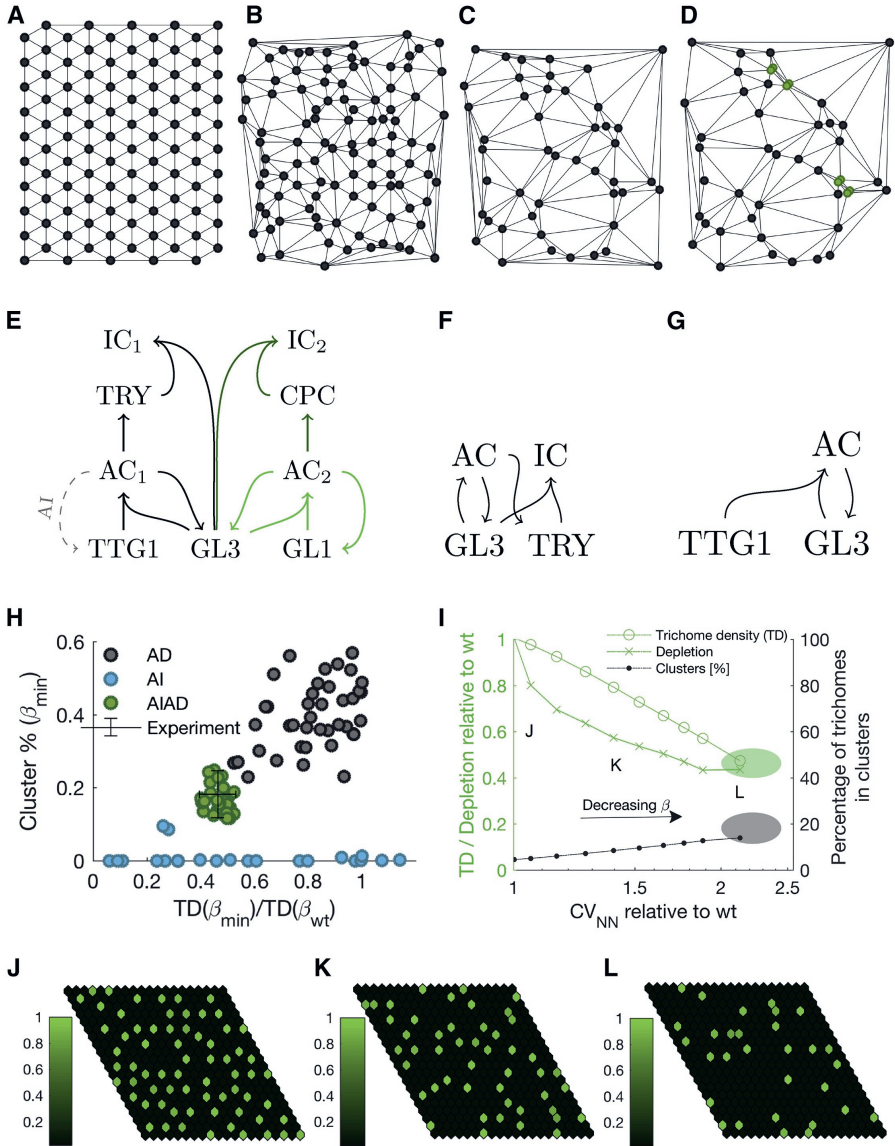 A
B
C
D
E
IC1
IC2
TRY
CPC
AC1
AC2
AI
TTG1
GL3
GL1
F
AC
IC
GL3
TRY
G
AC
TTG1
GL3
H
Cluster % (βmin)
0.6
0.4
0.2
0
AD
AI
AIAD
Experiment
0
0.2
0.4
0.6
0.8
1
TD(βmin)/TD(βwt)
I
TD / Depletion relative to wt
1
0.8
0.6
0.4
0.2
0
Trichome density (TD)
Depletion
Clusters [%]
J
K
L
Decreasing β
100
80
60
40
20
0
Percentage of trichomes
in clusters
1
1.5
2
2.5
CVNN relative to wt
J
1
0.8
0.6
0.4
0.2
K
1
0.8
0.6
0.4
0.2
L
1
0.8
0.6
0.4
0.2